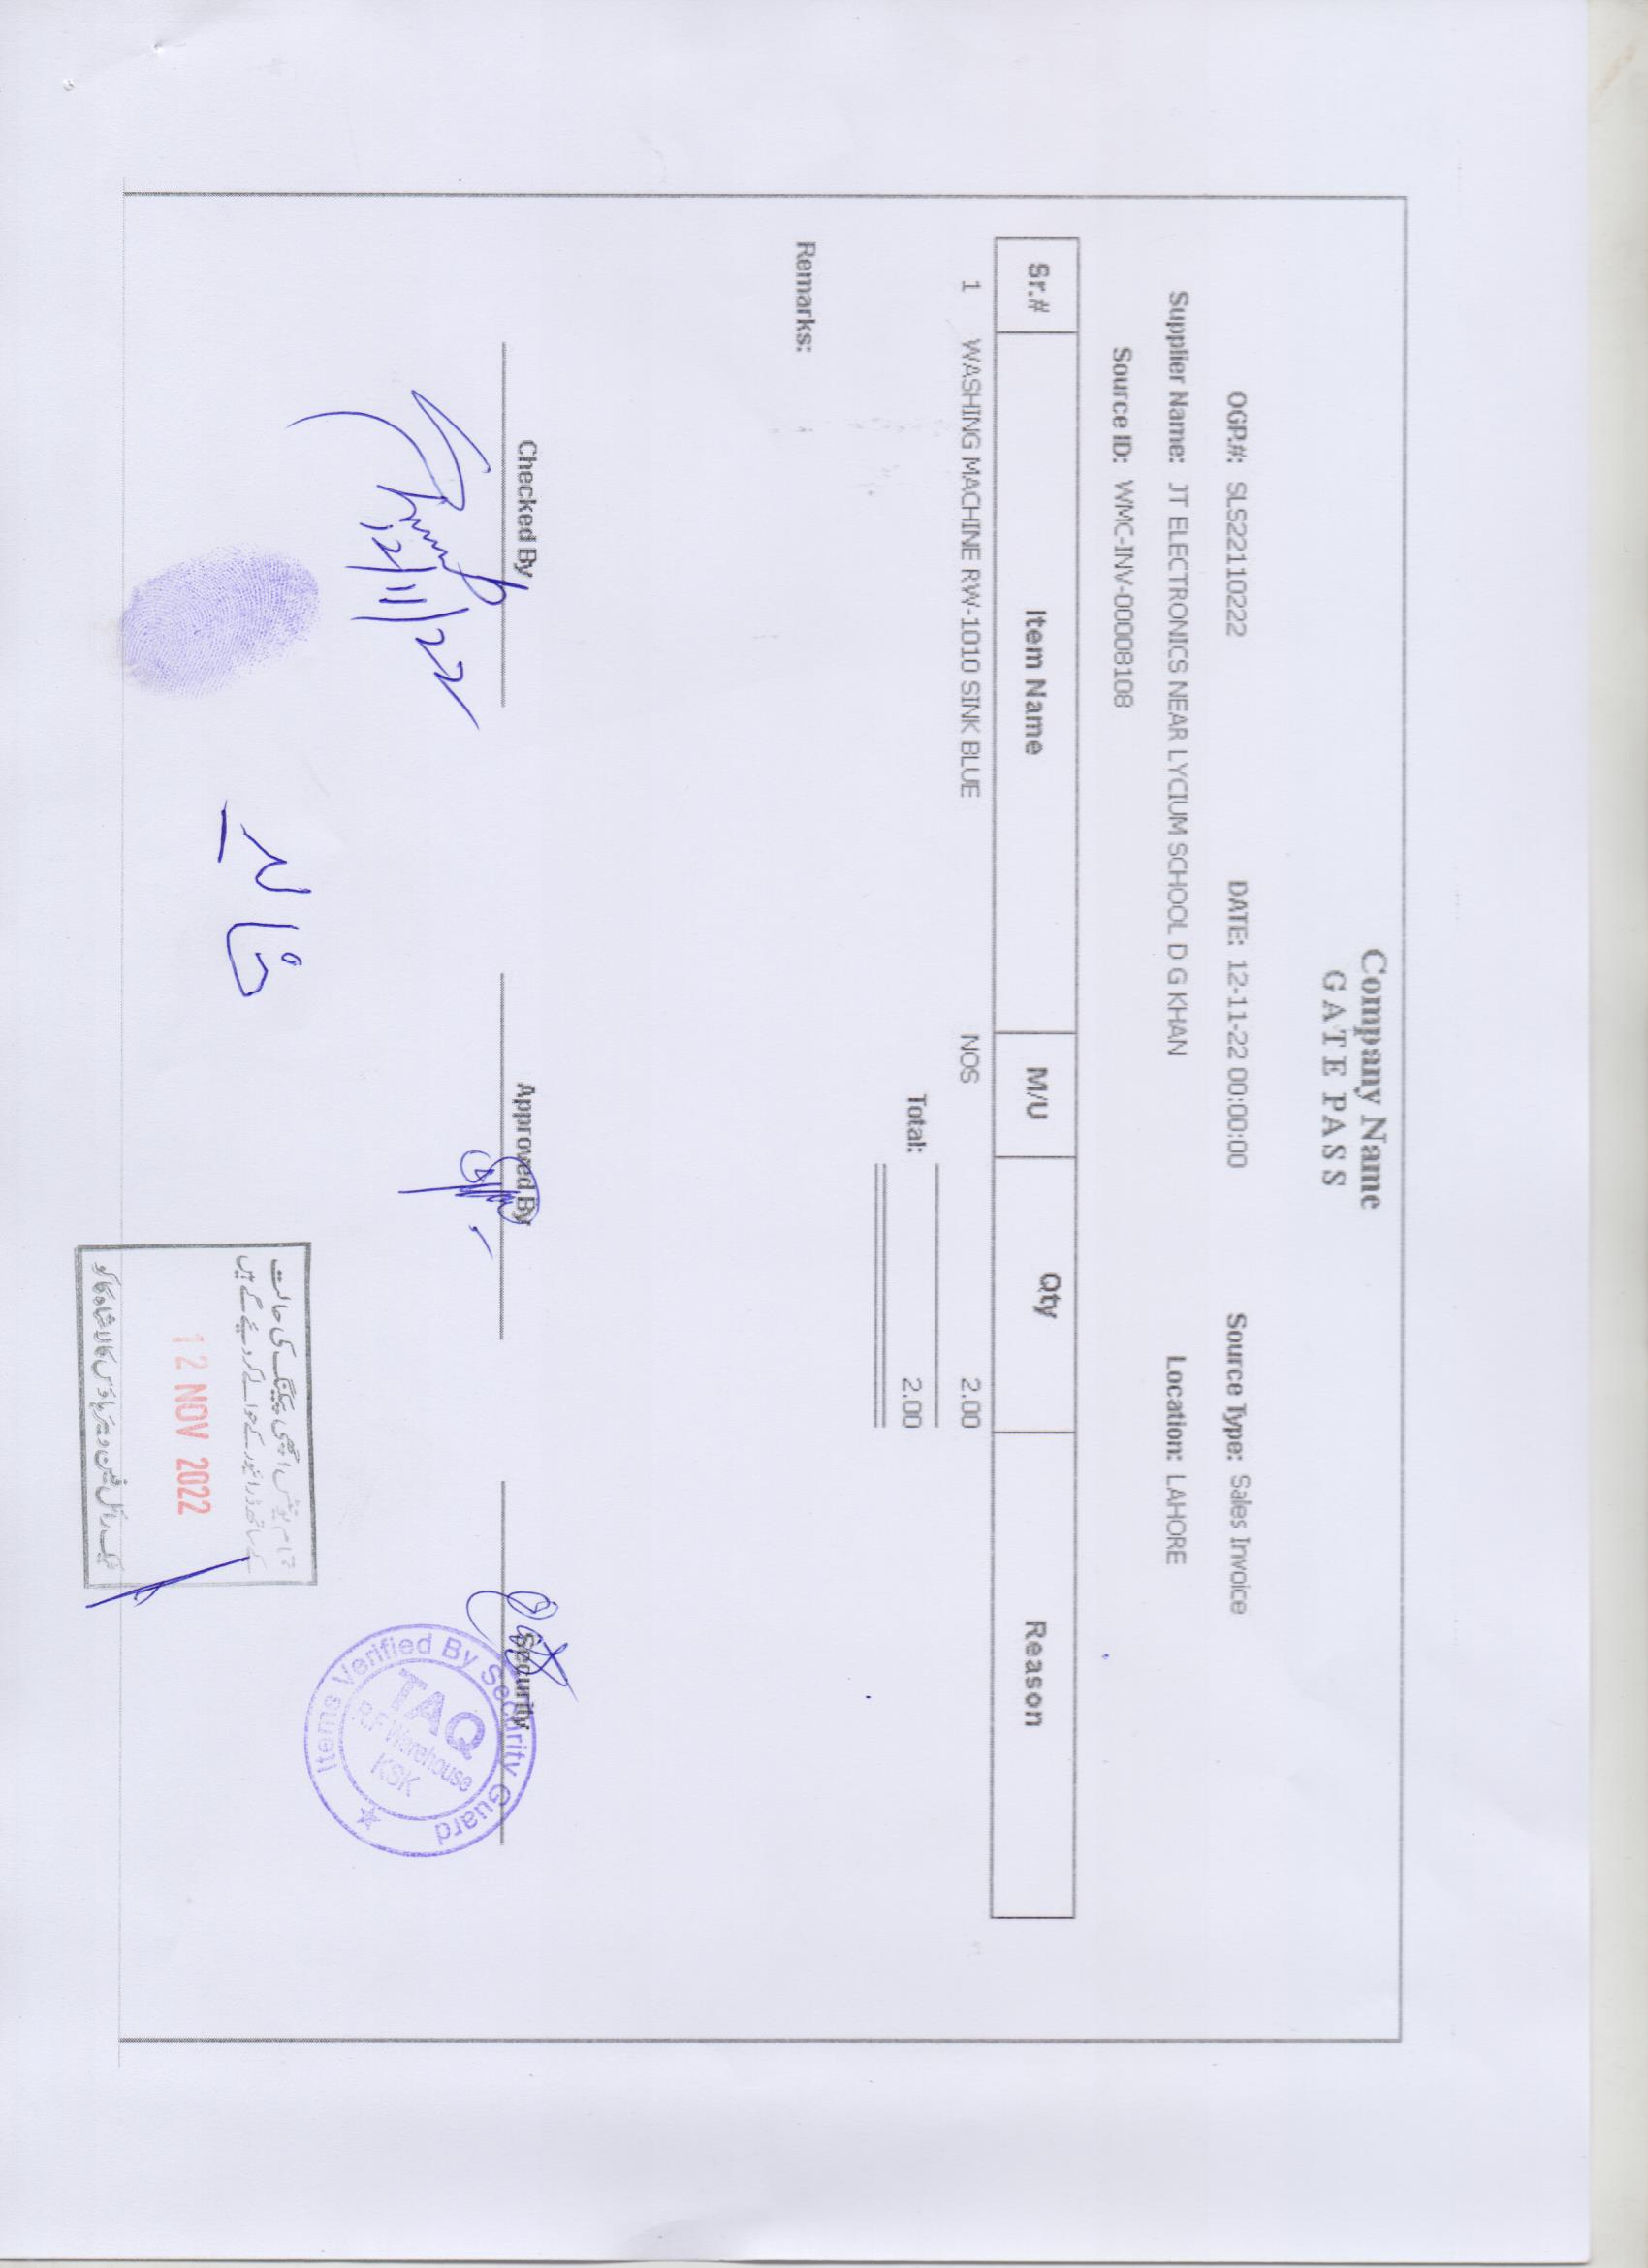 Company Name
GATE PASS
OGP.#: SLS22110222 DATE: 12-11-22 00:00:00 Source Type: Sales Invoice
Supplier Name: JT ELECTRONICS NEAR LYCIUM SCHOOL D G KHAN Location: LAHORE
Source ID: WMC-INV-00008108
Sr.# Item Name M/U Qty Reason
1 WASHING MACHINE RW-1010 SINK BLUE NOS 2.00
Total: 2.00
Remarks:
Checked By Approved By Security
12/11/22
Items Verified By Security Guard
TAQ
R.F Warehouse
KSK
خالد
تمام یونٹس اچھی پیکنگ کی حالت
کے ساتھ ڈرائیور کے حوالے کر دیئے گے ہیں
12 NOV 2022
ٹیک رائل فین ویئر ہاؤس کالا شاہ کاکو